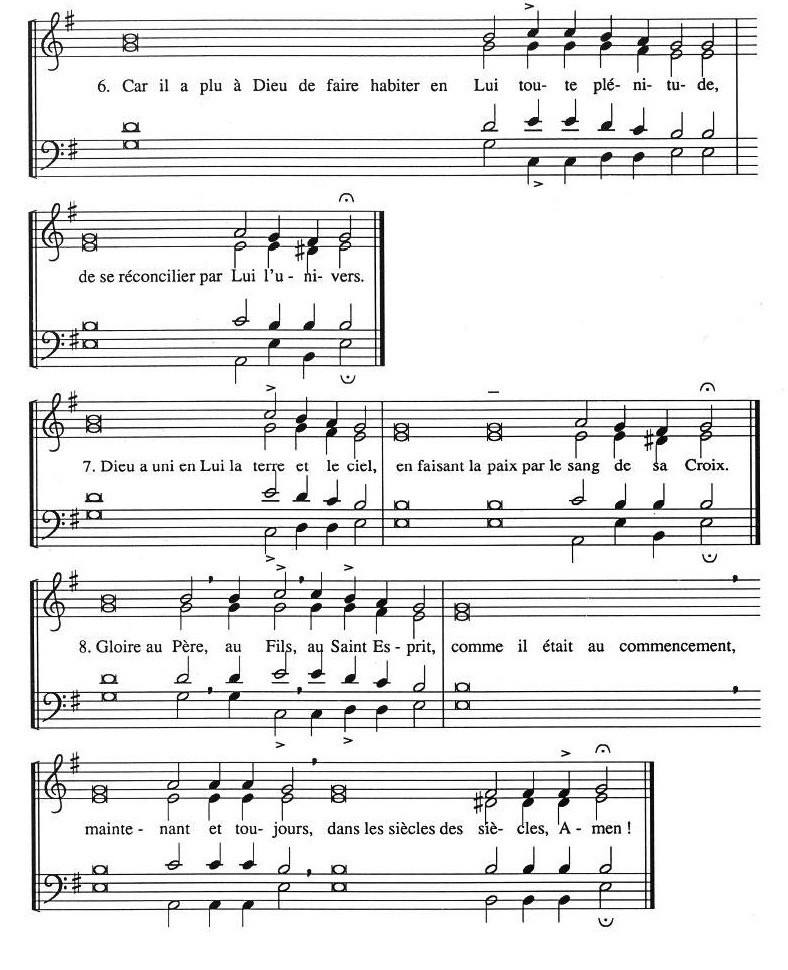 6. Car il a plu à Dieu de faire habiter en Lui tou- te plé- ni- tu- de,
de se réconcilier par Lui l'u - ni- vers.
7. Dieu a uni en Lui la terre et le ciel, en faisant la paix par le sang de sa Croix.
8. Gloire au Père, au Fils, au Saint Es - prit, comme il était au commencement,
mainte - nant et tou- jours, dans les siècles des siè- cles, A - men !